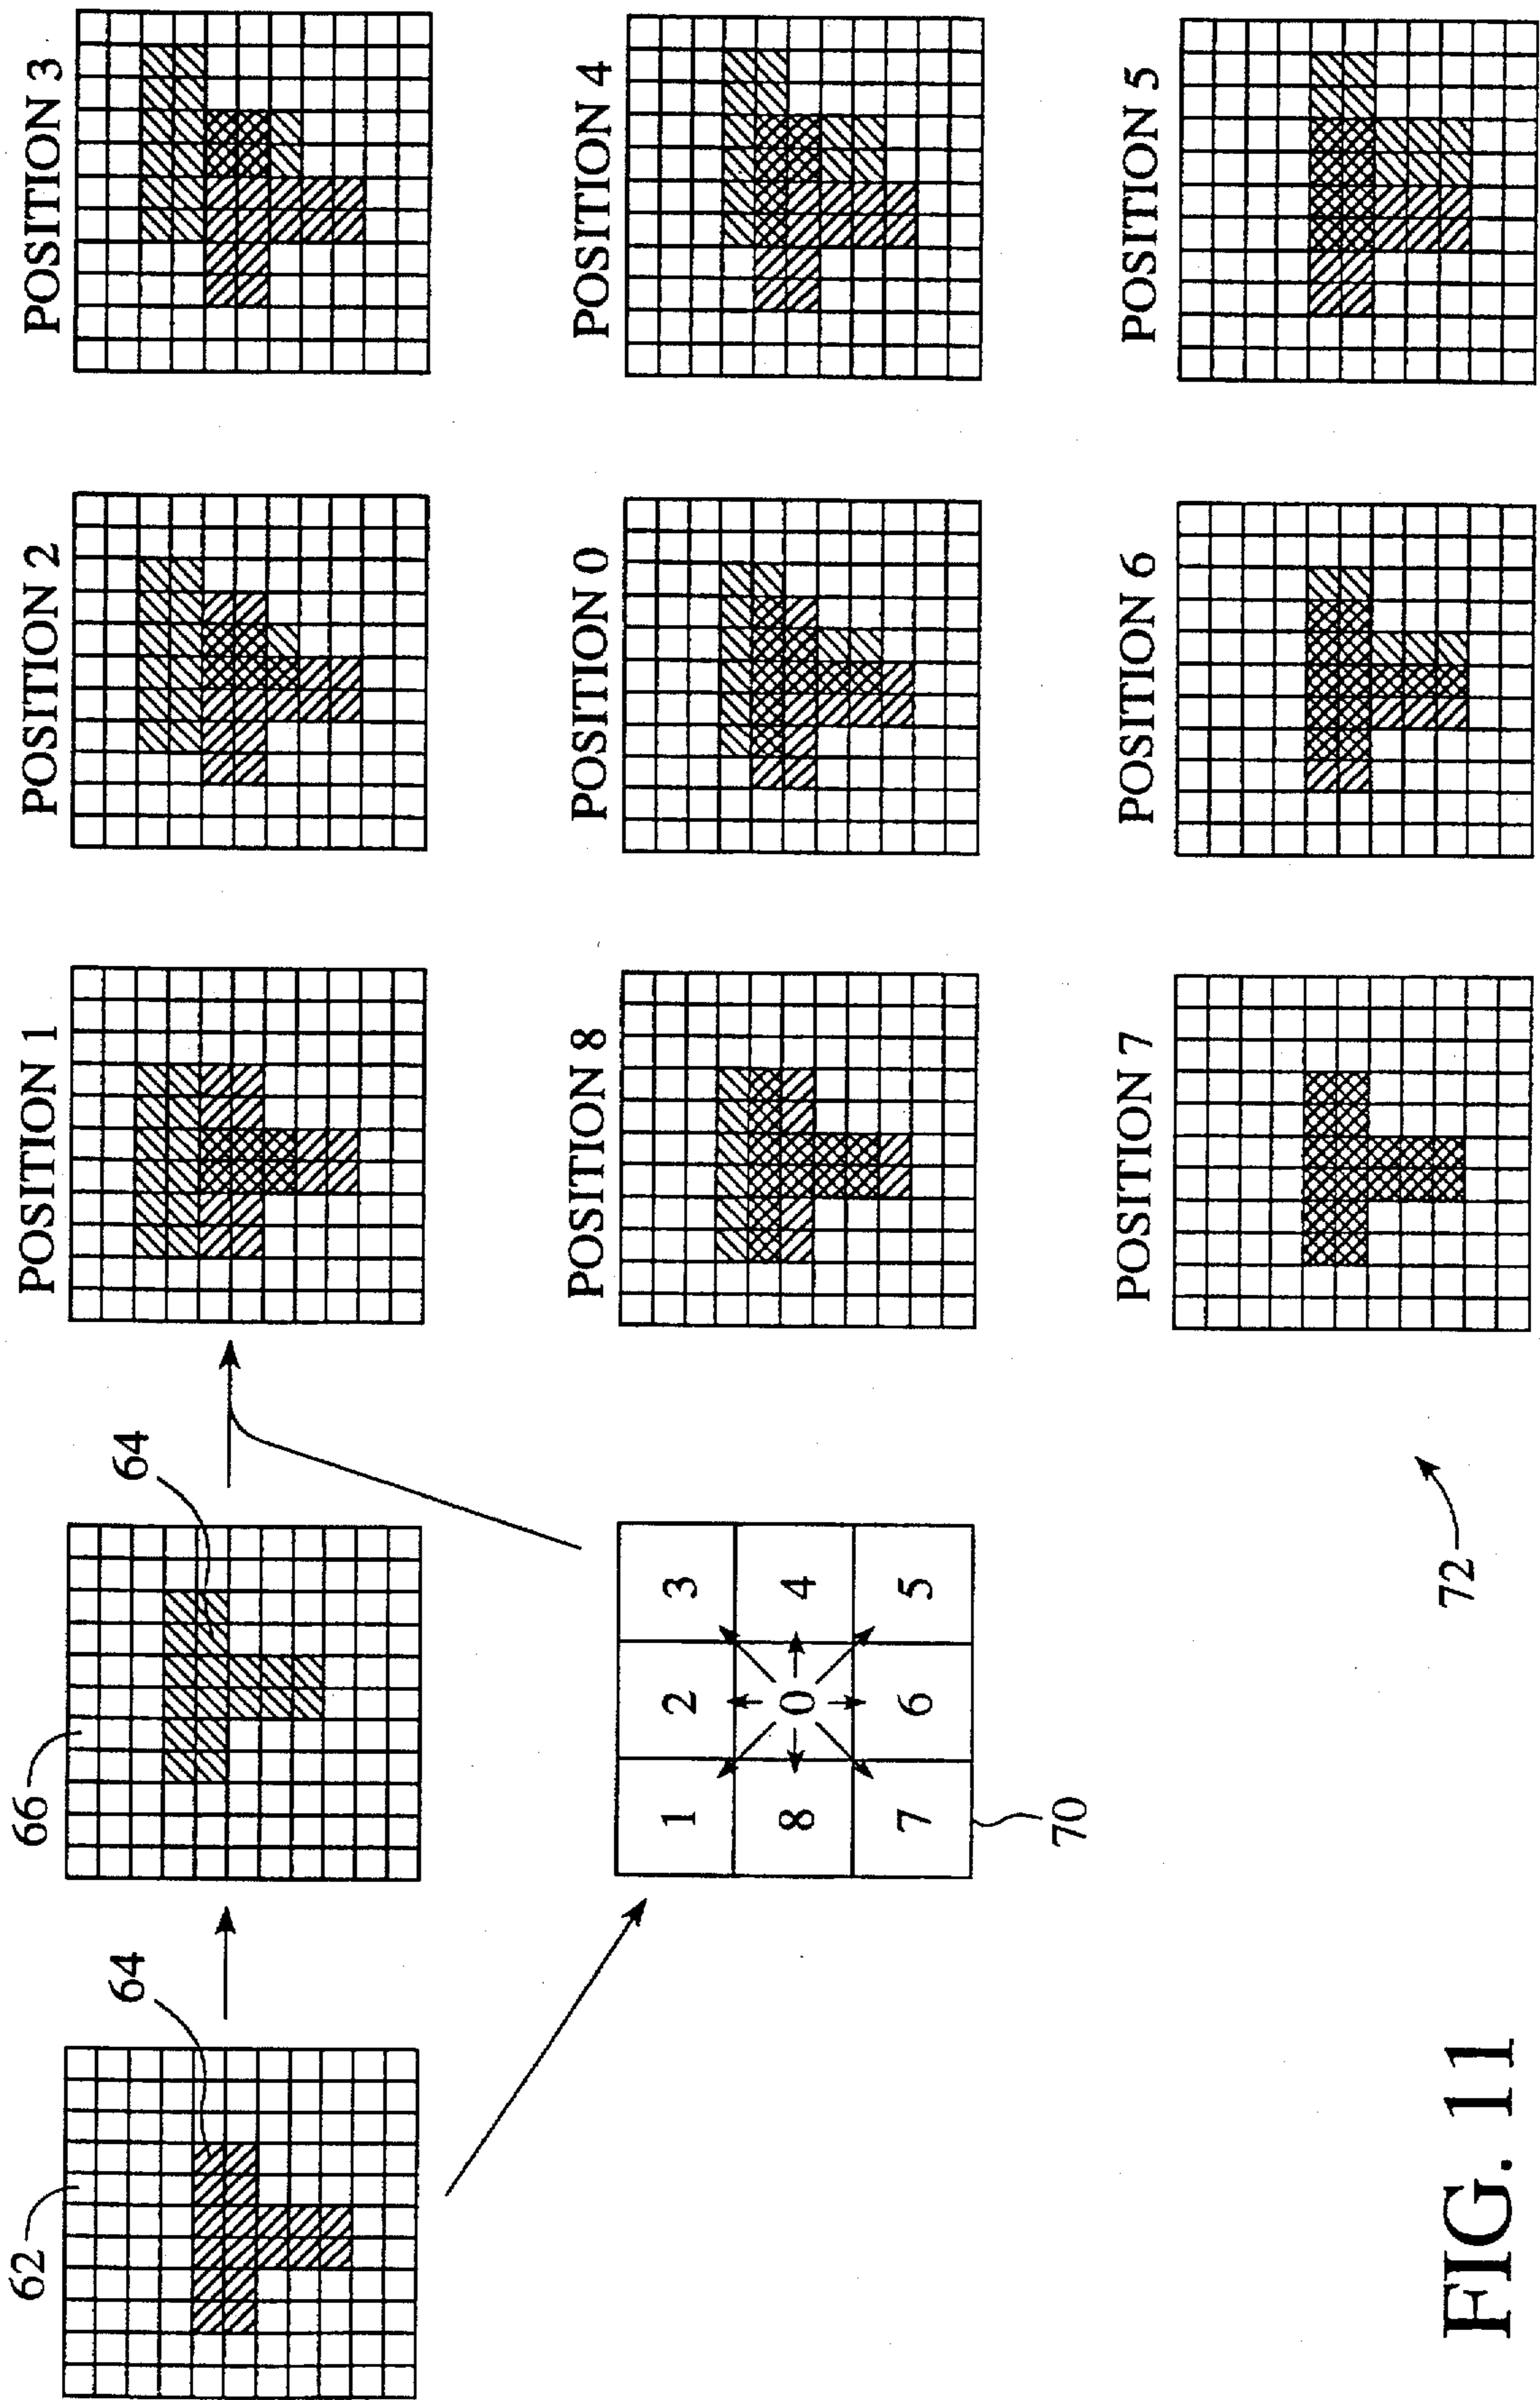 62
64
66
64
POSITION 1
POSITION 2
POSITION 3
1 2 3
8 0 4
7 6 5
70
POSITION 8
POSITION 0
POSITION 4
72
POSITION 7
POSITION 6
POSITION 5
FIG. 11